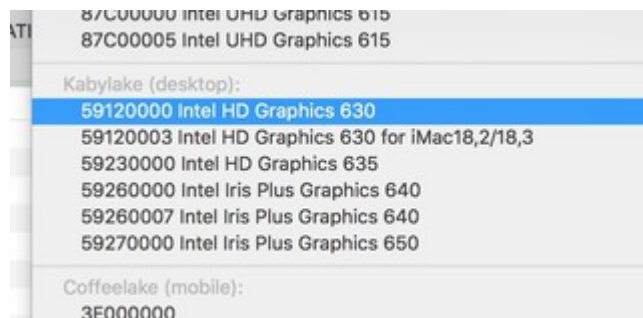 ATI
87C00000 Intel UHD Graphics 615
87C00005 Intel UHD Graphics 615
Kabylake (desktop):
59120000 Intel HD Graphics 630
59120003 Intel HD Graphics 630 for iMac18,2/18,3
59230000 Intel HD Graphics 635
59260000 Intel Iris Plus Graphics 640
59260007 Intel Iris Plus Graphics 640
59270000 Intel Iris Plus Graphics 650
Coffeelake (mobile):
3E000000